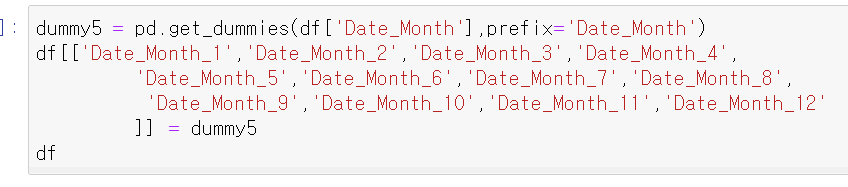 ]: dummy5 = pd.get_dummies(df['Date_Month'],prefix='Date_Month')
df[['Date_Month_1','Date_Month_2','Date_Month_3','Date_Month_4',
'Date_Month_5','Date_Month_6','Date_Month_7','Date_Month_8',
'Date_Month_9','Date_Month_10','Date_Month_11','Date_Month_12'
]] = dummy5
df